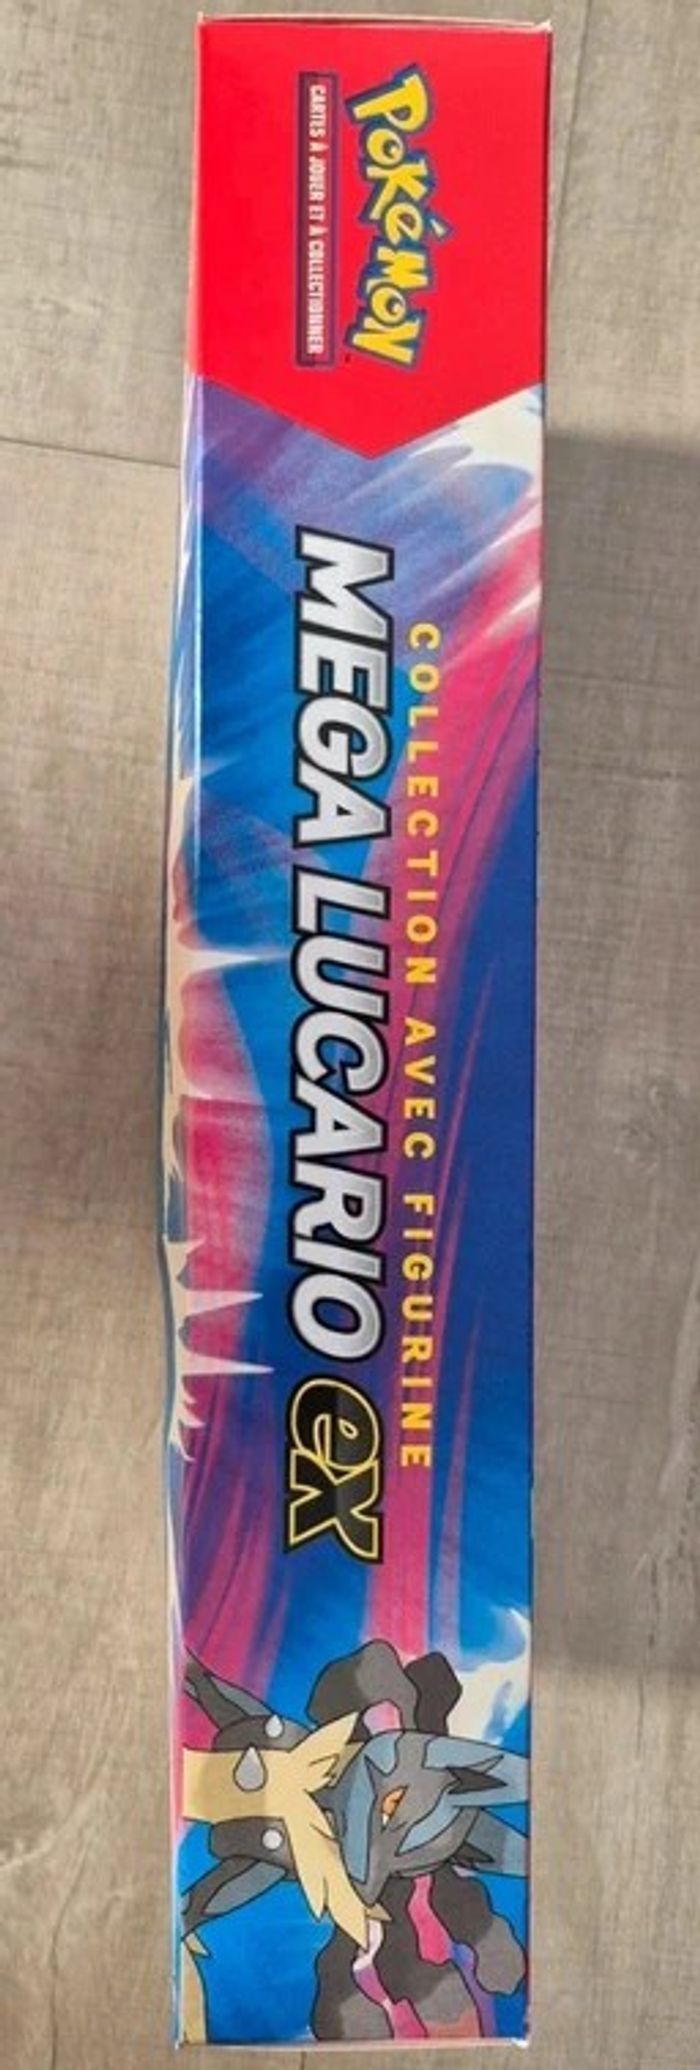 Pokémon
CARTES À JOUER ET À COLLECTIONNER
COLLECTION AVEC FIGURINE
MEGA LUCARIO ex